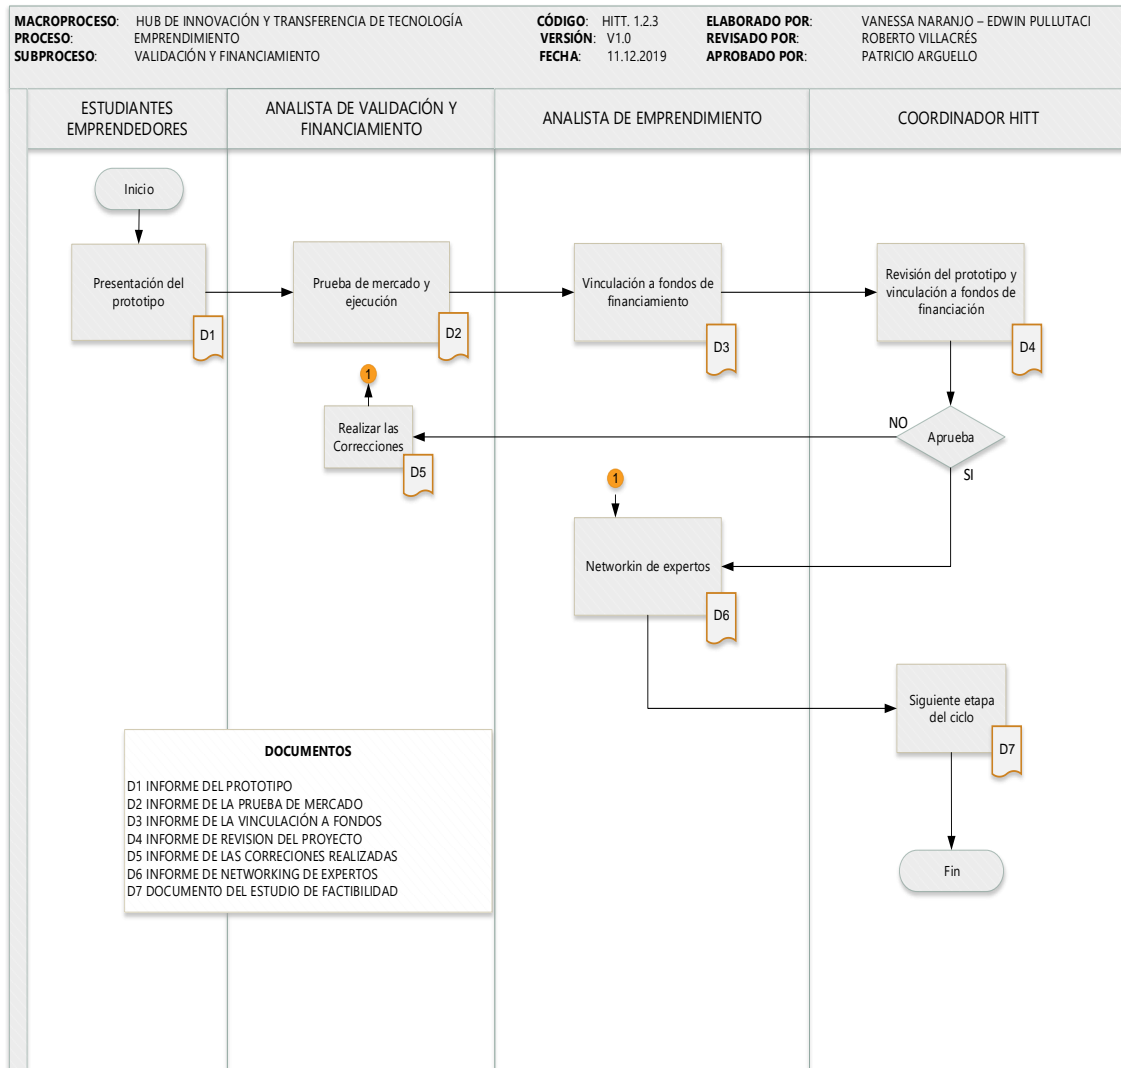 MACROPROCESO: HUB DE INNOVACIÓN Y TRANSFERENCIA DE TECNOLOGÍA
PROCESO: EMPRENDIMIENTO
SUBPROCESO: VALIDACIÓN Y FINANCIAMIENTO
CÓDIGO: HITT. 1.2.3
VERSIÓN: V1.0
FECHA: 11.12.2019
ELABORADO POR: VANESSA NARANJO – EDWIN PULLUTACI
REVISADO POR: ROBERTO VILLACRÉS
APROBADO POR: PATRICIO ARGUELLO
ESTUDIANTES
EMPRENDEDORES
ANALISTA DE VALIDACIÓN Y
FINANCIAMIENTO
ANALISTA DE EMPRENDIMIENTO
COORDINADOR HITT
Inicio
Presentación del
prototipo
D1
Prueba de mercado y
ejecución
D2
Vinculación a fondos de
financiamiento
D3
Revisión del prototipo y
vinculación a fondos de
financiación
D4
1
Realizar las
Correcciones
D5
NO
Aprueba
SI
1
Networkin de expertos
D6
Siguiente etapa
del ciclo
D7
Fin
DOCUMENTOS
D1 INFORME DEL PROTOTIPO
D2 INFORME DE LA PRUEBA DE MERCADO
D3 INFORME DE LA VINCULACIÓN A FONDOS
D4 INFORME DE REVISION DEL PROYECTO
D5 INFORME DE LAS CORRECIONES REALIZADAS
D6 INFORME DE NETWORKING DE EXPERTOS
D7 DOCUMENTO DEL ESTUDIO DE FACTIBILIDAD